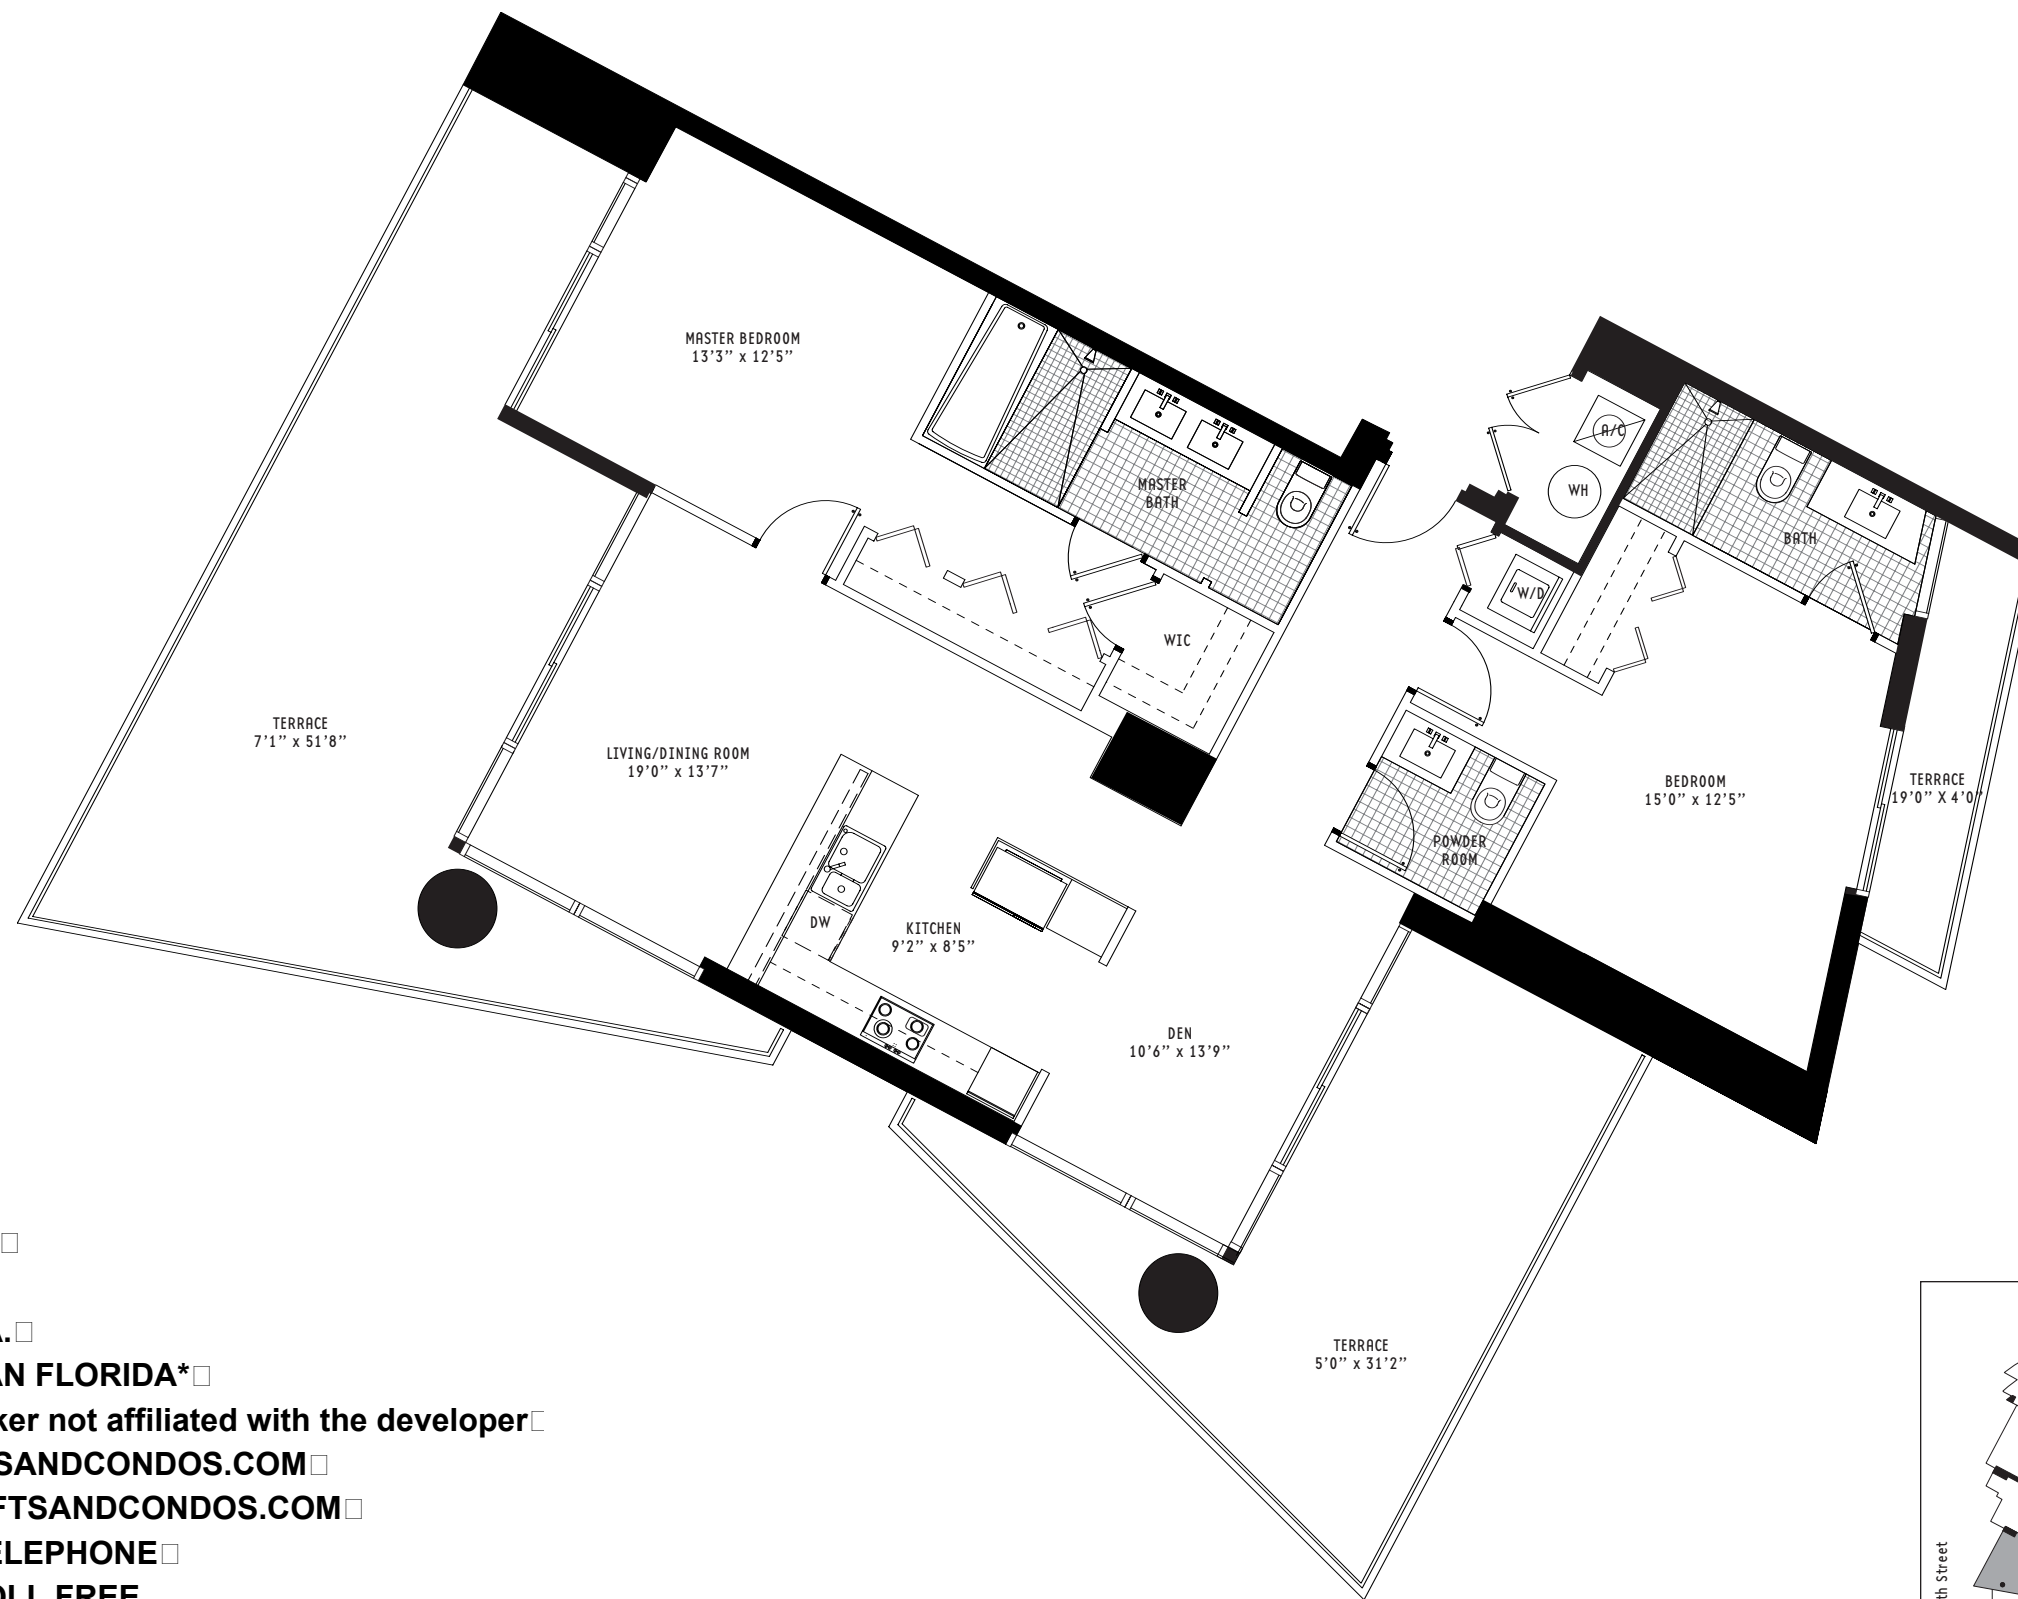 MASTER BEDROOM
13'3" x 12'5"
MASTER
BATH
A/C
WH
BATH
W/D
WIC
TERRACE
7'1" x 51'8"
LIVING/DINING ROOM
19'0" x 13'7"
BEDROOM
15'0" x 12'5"
TERRACE
19'0" X 4'0"
POWDER
ROOM
DW
KITCHEN
9'2" x 8'5"
DEN
10'6" x 13'9"
TERRACE
5'0" x 31'2"
A.
AN FLORIDA*
ker not affiliated with the developer
SANDCONDOS.COM
FTSANDCONDOS.COM
ELEPHONE
OLL FREE
th Street